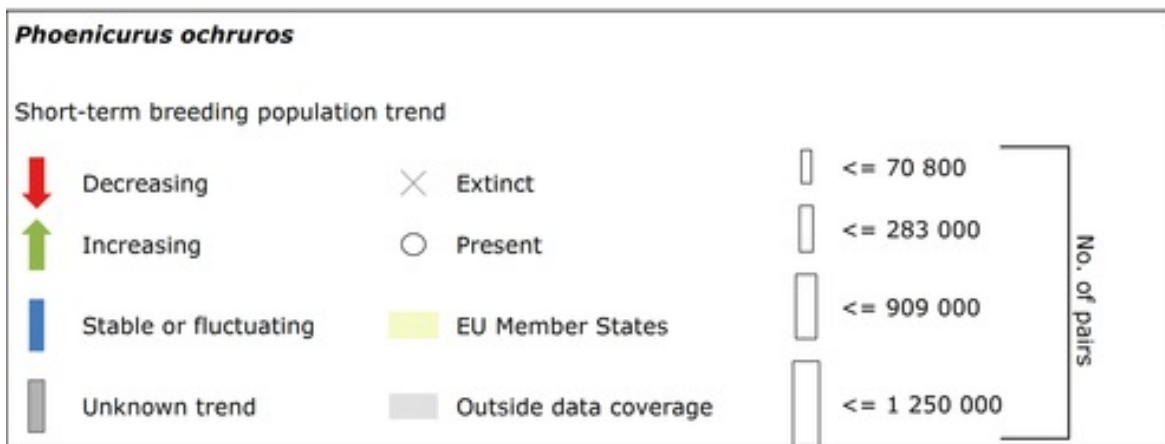 Phoenicurus ochruros
Short-term breeding population trend
Decreasing
Extinct
<= 70 800
Increasing
Present
<= 283 000
Stable or fluctuating
EU Member States
<= 909 000
Unknown trend
Outside data coverage
<= 1 250 000
No. of pairs